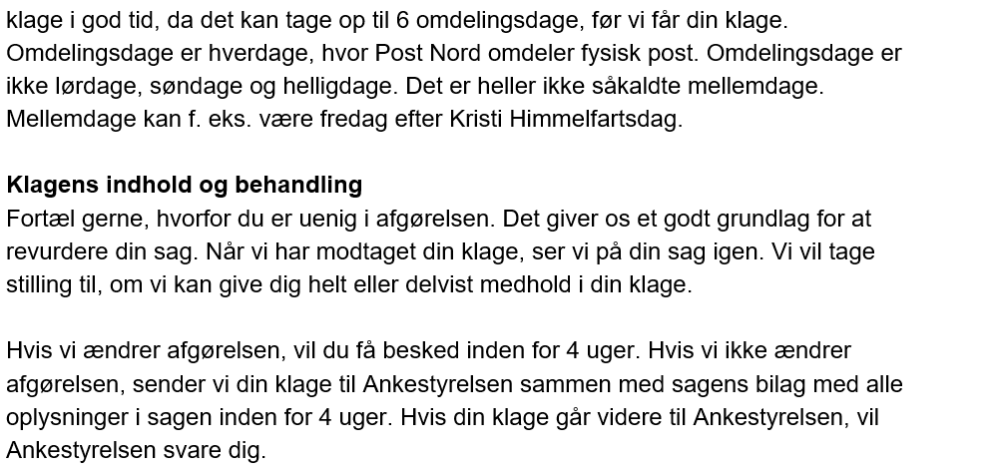 klage i god tid, da det kan tage op til 6 omdelingsdage, før vi får din klage.
Omdelingsdage er hverdage, hvor Post Nord omdeler fysisk post. Omdelingsdage er
ikke lørdage, søndage og helligdage. Det er heller ikke såkaldte mellemdage.
Mellemdage kan f. eks. være fredag efter Kristi Himmelfartsdag.

Klagens indhold og behandling
Fortæl gerne, hvorfor du er uenig i afgørelsen. Det giver os et godt grundlag for at
revurdere din sag. Når vi har modtaget din klage, ser vi på din sag igen. Vi vil tage
stilling til, om vi kan give dig helt eller delvist medhold i din klage.

Hvis vi ændrer afgørelsen, vil du få besked inden for 4 uger. Hvis vi ikke ændrer
afgørelsen, sender vi din klage til Ankestyrelsen sammen med sagens bilag med alle
oplysninger i sagen inden for 4 uger. Hvis din klage går videre til Ankestyrelsen, vil
Ankestyrelsen svare dig.